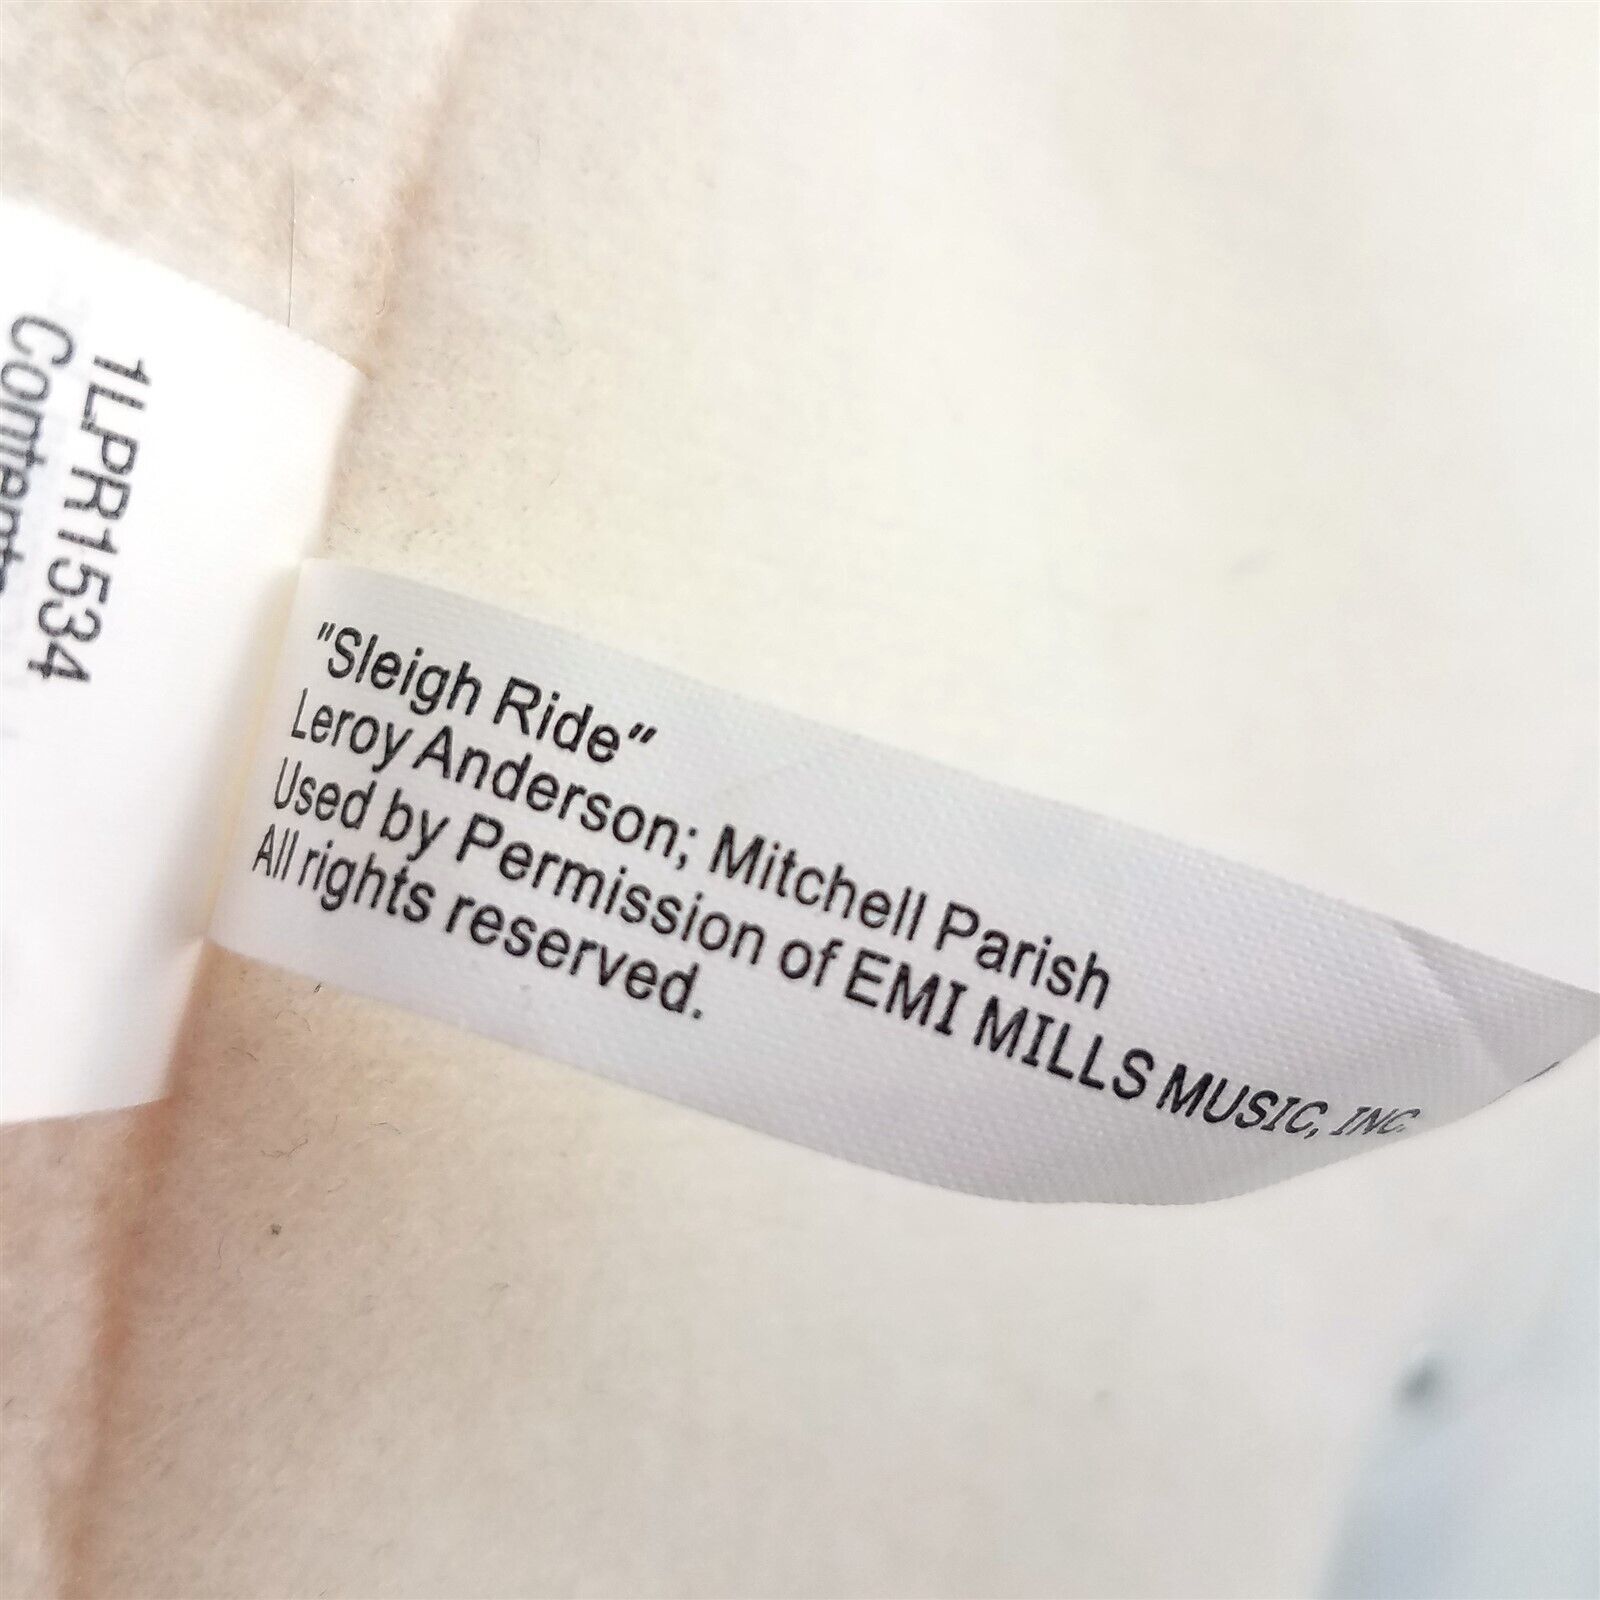 1LPR1534
"Sleigh Ride"
Leroy Anderson; Mitchell Parish
Used by Permission of EMI MILLS MUSIC, INC.
All rights reserved.